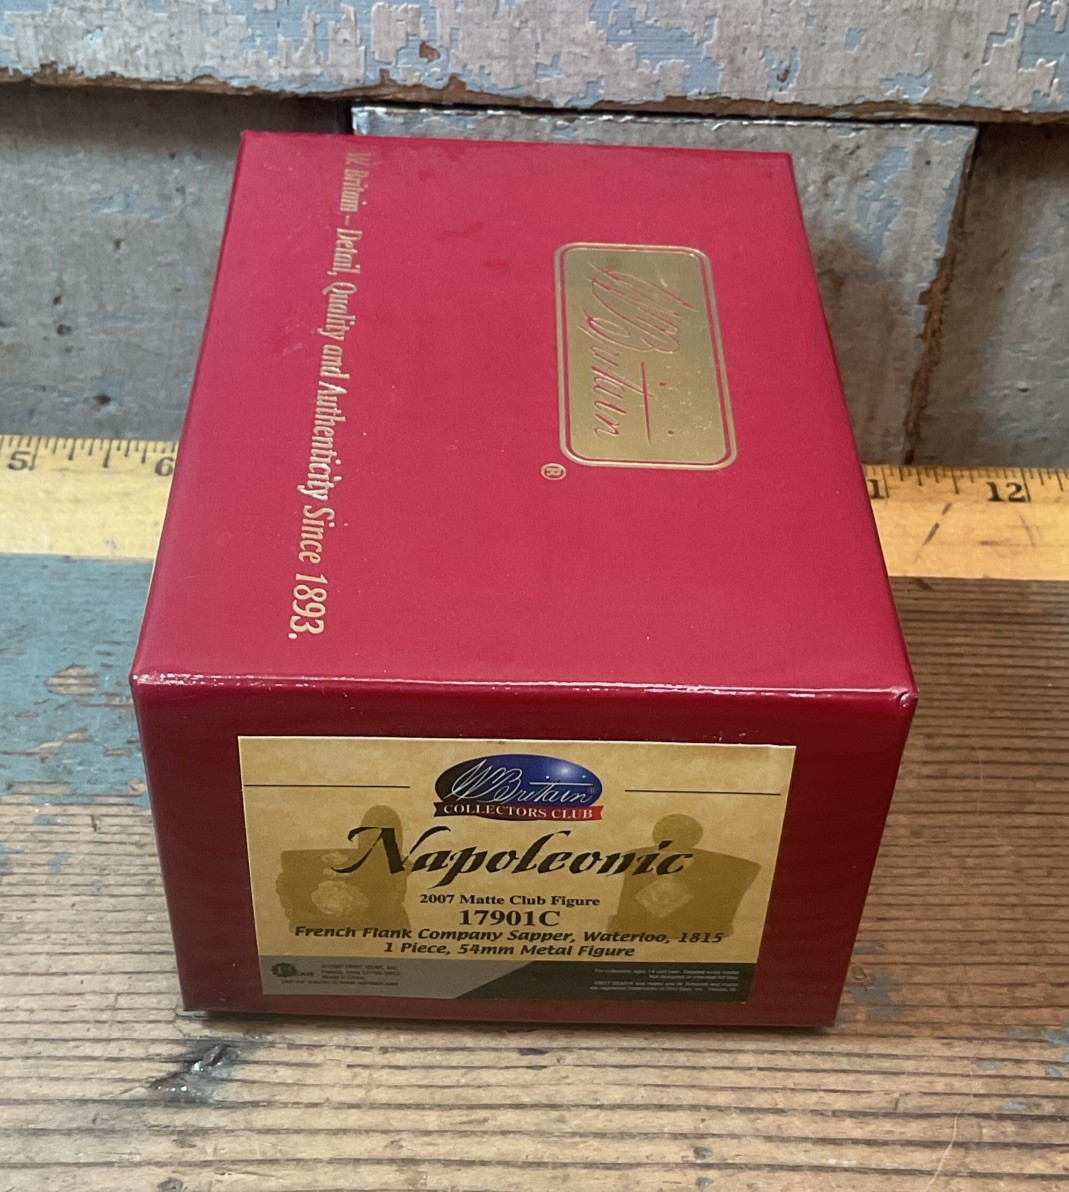 W. Britain – Detail, Quality and Authenticity Since 1893.
W. Britain
®
5 6
1 12
W. Britain
COLLECTORS CLUB
Napoleonic
2007 Matte Club Figure
17901C
French Flank Company Sapper, Waterloo, 1815
1 Piece, 54mm Metal Figure